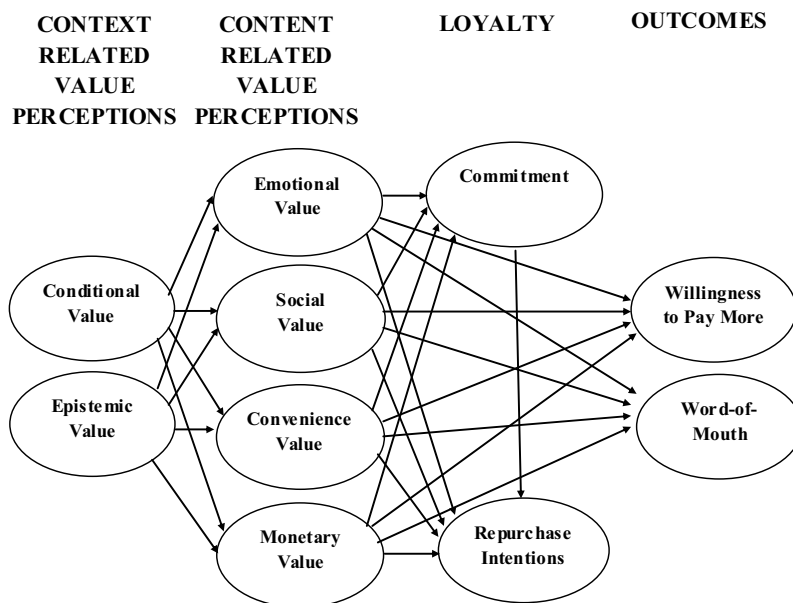 CONTEXT
RELATED
VALUE
PERCEPTIONS
CONTENT
RELATED
VALUE
PERCEPTIONS
LOYALTY
OUTCOMES
Emotional
Value
Commitment
Conditional
Value
Social
Value
Willingness
to Pay More
Epistemic
Value
Convenience
Value
Word-of-
Mouth
Monetary
Value
Repurchase
Intentions